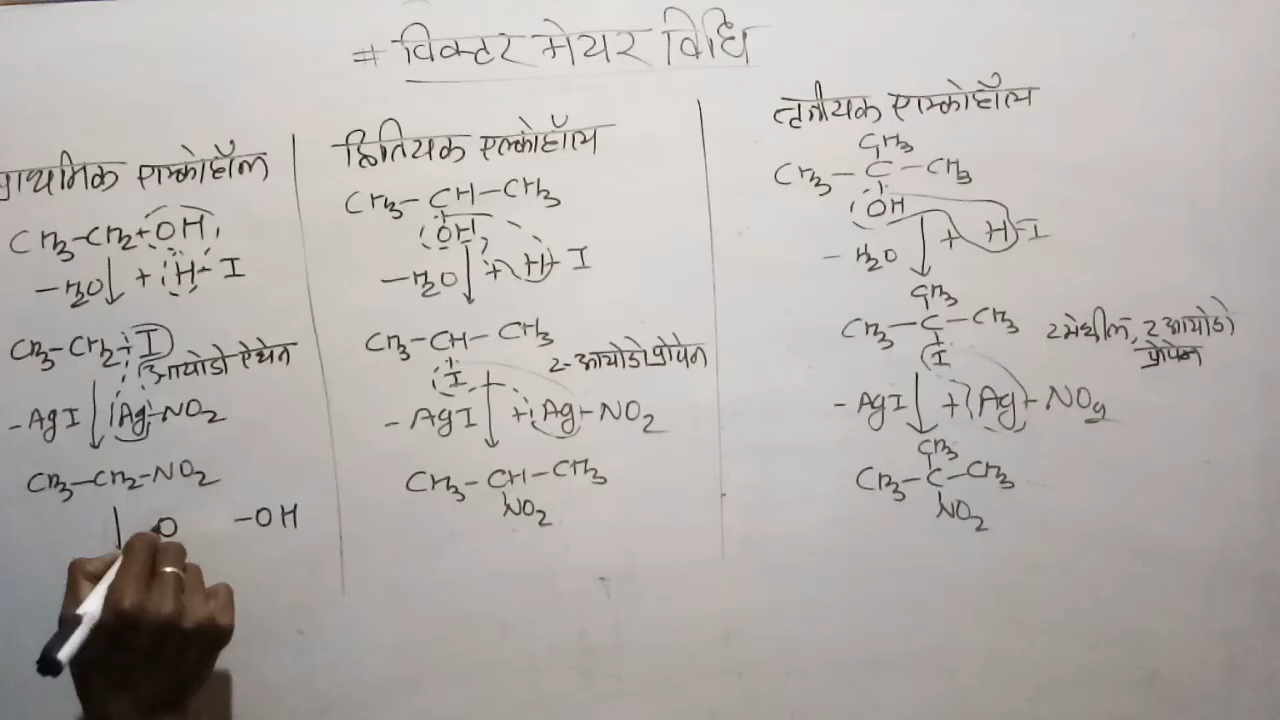 # विक्टर मेयर विधि
प्राथमिक एल्कोहॉल
CH3-CH2+OH
-H2O ↓ + H-I
CH3-CH2+I
आयोडो ऐथेन
-AgI ↓ Ag-NO2
CH3-CH2-NO2
O -OH
द्वितियक एल्कोहॉल
CH3-CH-CH3
OH
-H2O ↓ + H+I
CH3-CH-CH3
I
2-आयोडो प्रोपेन
-AgI ↓ + Ag+NO2
CH3-CH-CH3
NO2
तृतीयक एल्कोहॉल
CH3
CH3-C-CH3
OH
-H2O ↓ + H-I
CH3
CH3-C-CH3
I
2 मेथील, 2 आयोडो
प्रोपेन
-AgI ↓ + Ag+NO2
CH3
CH3-C-CH3
NO2